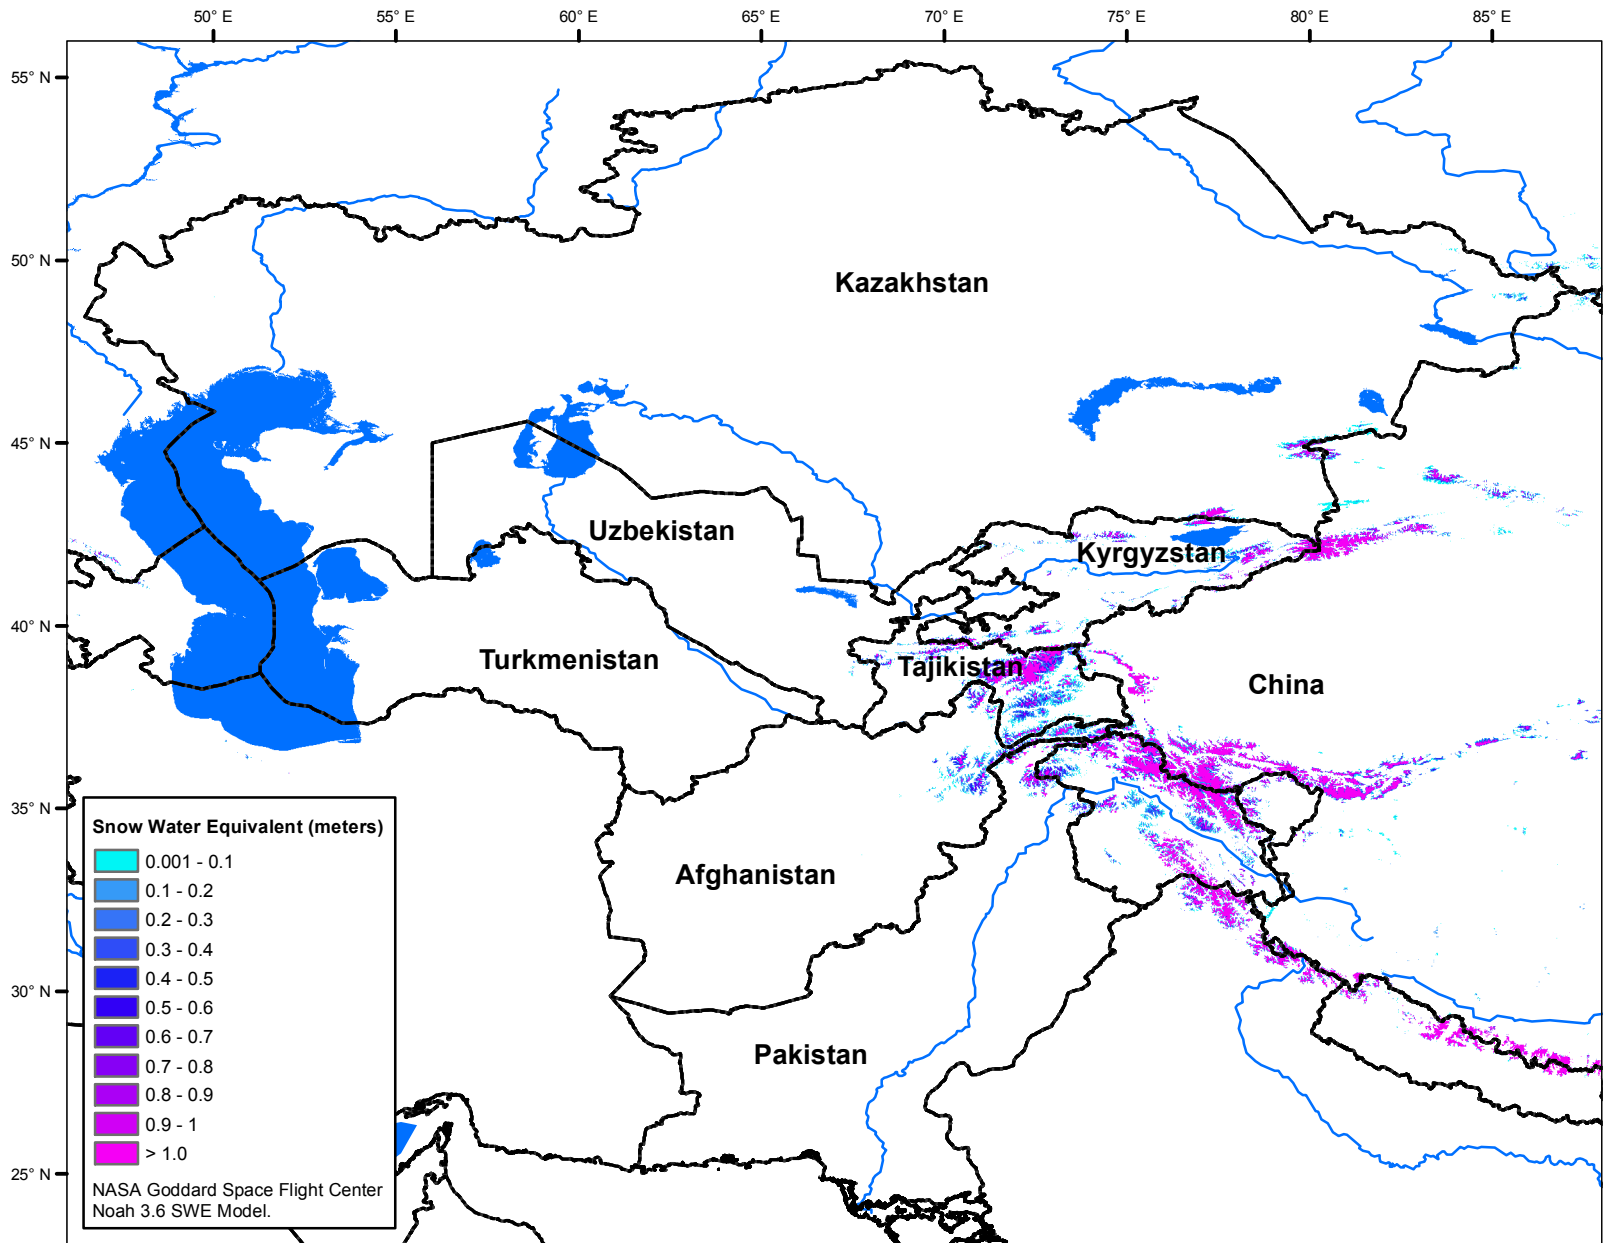 50° E 55° E 60° E 65° E 70° E 75° E 80° E 85° E
55° N
50° N
Kazakhstan
45° N
Uzbekistan
Kyrgyzstan
40° N
Turkmenistan
Tajikistan
China
35° N
Snow Water Equivalent (meters)
0.001 - 0.1
0.1 - 0.2
0.2 - 0.3
0.3 - 0.4
0.4 - 0.5
0.5 - 0.6
0.6 - 0.7
0.7 - 0.8
0.8 - 0.9
0.9 - 1
> 1.0
NASA Goddard Space Flight Center
Noah 3.6 SWE Model.
Afghanistan
30° N
Pakistan
25° N